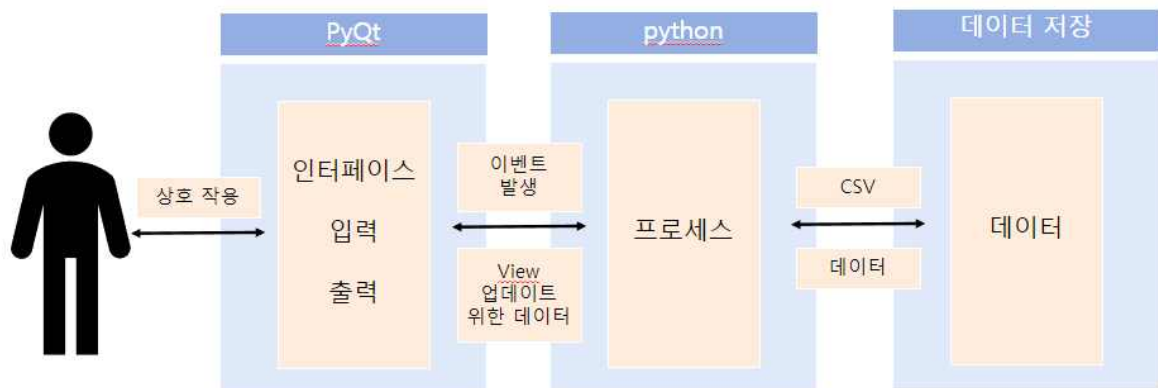 PyQt
python
데이터 저장
상호 작용
인터페이스
입력
출력
이벤트
발생
View
업데이트
위한 데이터
프로세스
CSV
데이터
데이터